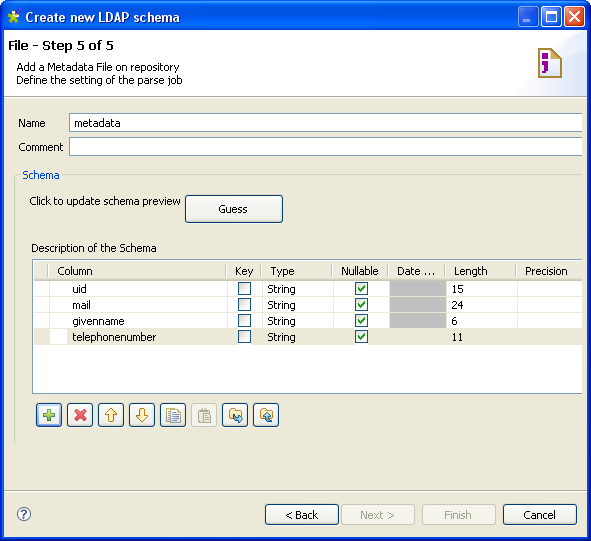 Create new LDAP schema
File - Step 5 of 5
Add a Metadata File on repository
Define the setting of the parse job
Name metadata
Comment
Schema
Click to update schema preview Guess
Description of the Schema
Column Key Type Nullable Date ... Length Precision
uid String 15
mail String 24
givenname String 6
telephonenumber String 11
? < Back Next > Finish Cancel